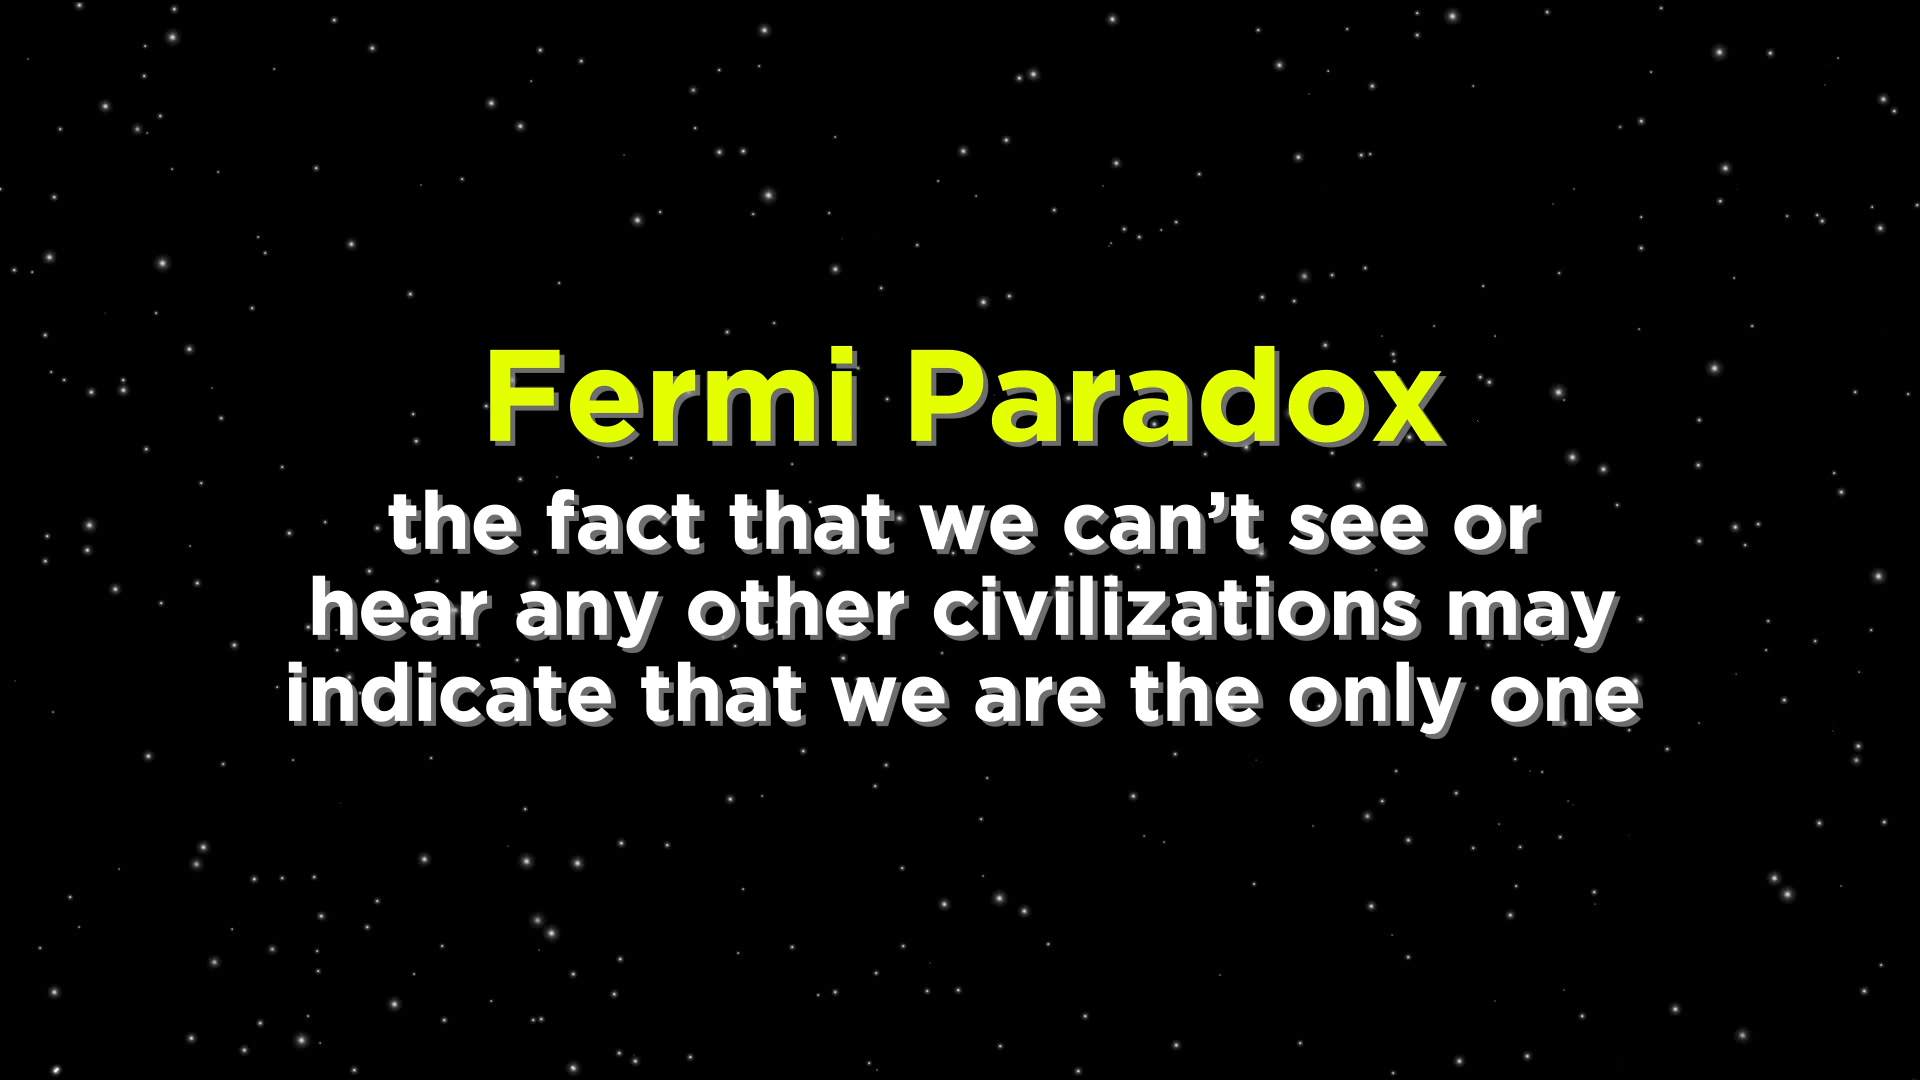 Fermi Paradox
the fact that we can’t see or
hear any other civilizations may
indicate that we are the only one